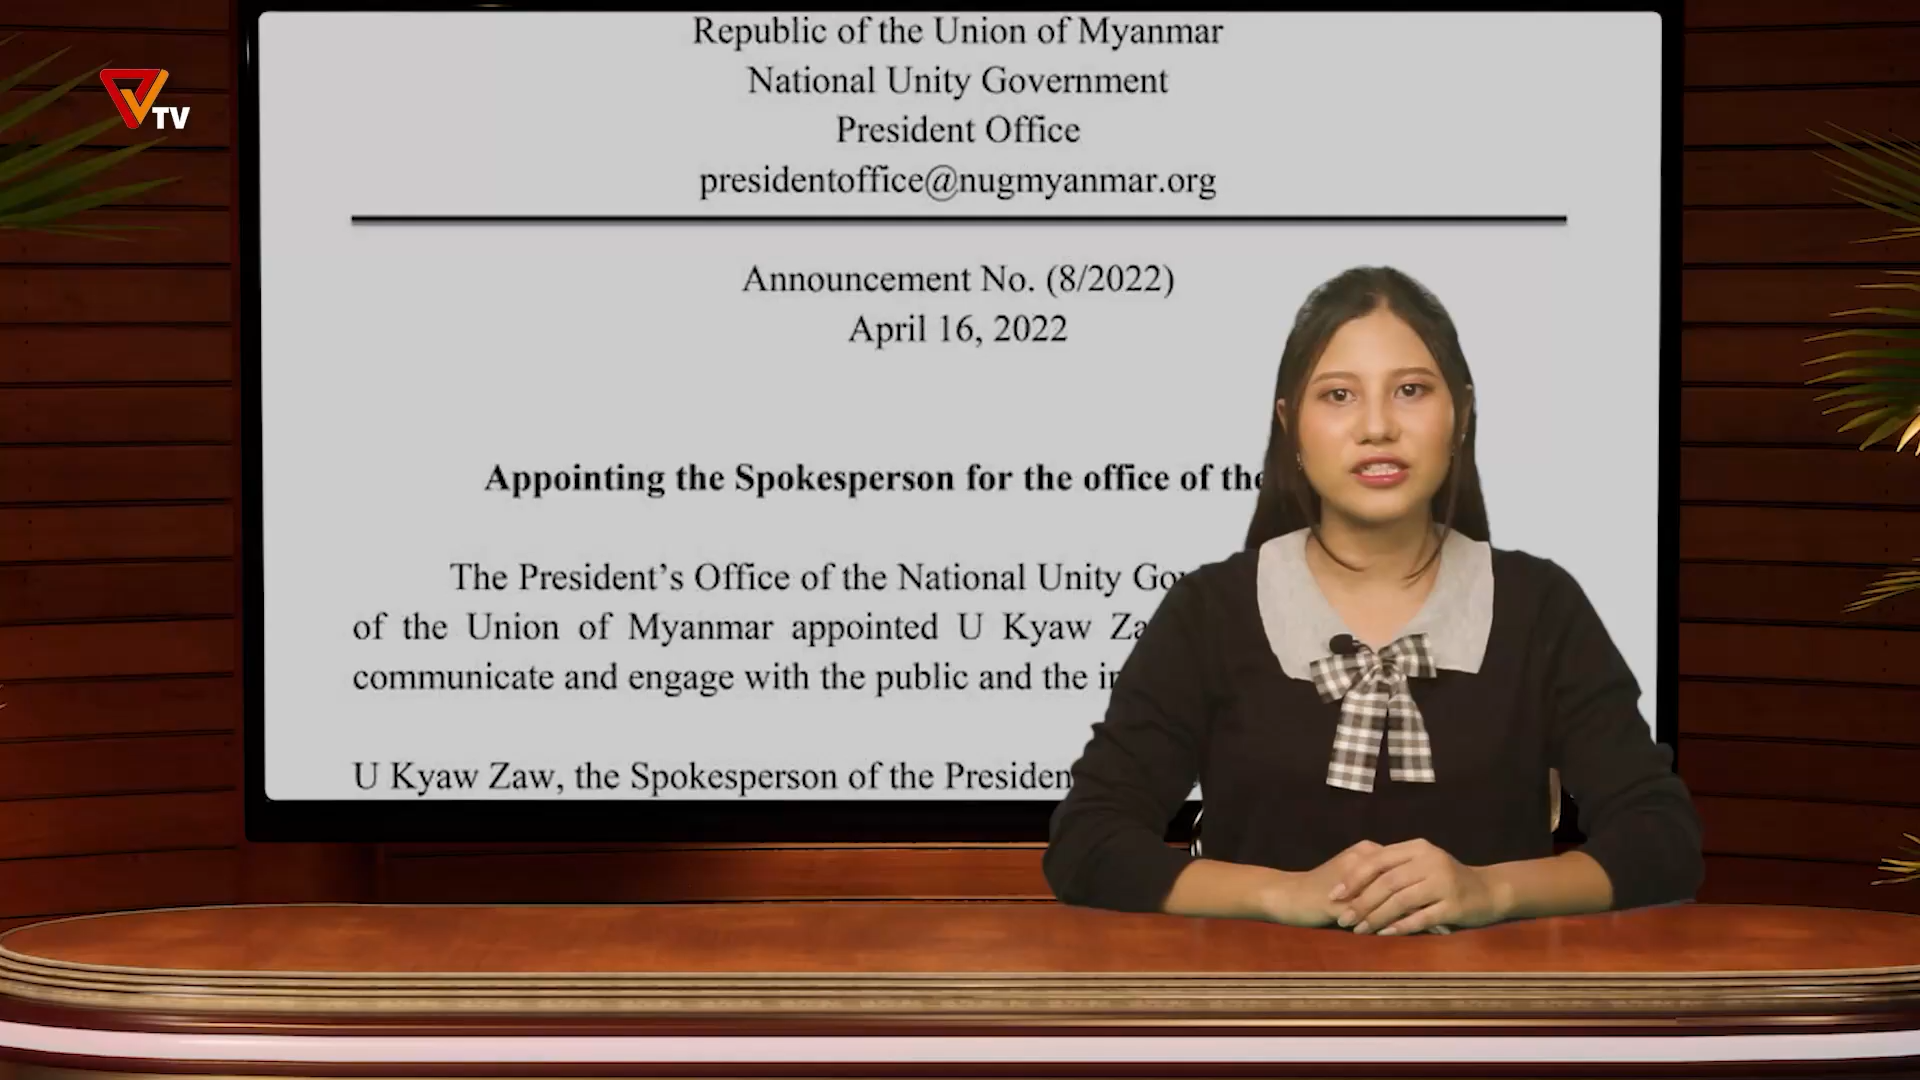 TV
Republic of the Union of Myanmar
National Unity Government
President Office
presidentoffice@nugmyanmar.org
Announcement No. (8/2022)
April 16, 2022
Appointing the Spokesperson for the office of the
The President's Office of the National Unity
of the Union of Myanmar appointed U Kyaw
communicate and engage with the public and the
U Kyaw Zaw, the Spokesperson of the